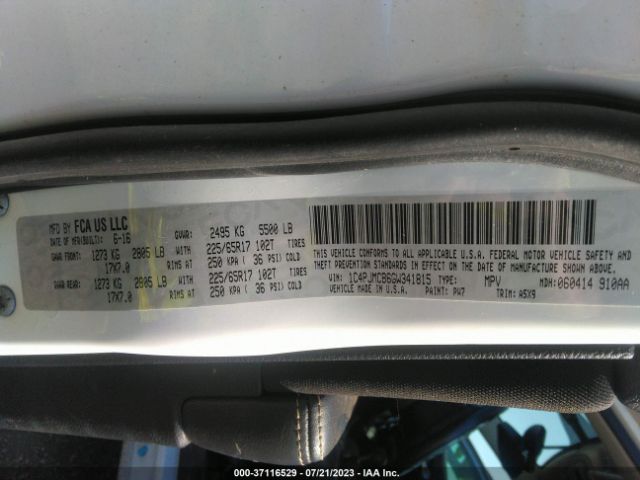 MFD BY FCA US LLC
DATE OF MFR(BUILT): 6-16 GVWR: 2495 KG 5500 LB
GAWR FRONT: 1273 KG 2805 LB WITH 225/65R17 102T TIRES
17X7.0 RIMS AT 250 KPA ( 36 PSI) COLD
GAWR REAR: 1273 KG 2805 LB WITH 225/65R17 102T TIRES
17X7.0 RIMS AT 250 KPA ( 36 PSI) COLD
THIS VEHICLE CONFORMS TO ALL APPLICABLE U.S.A. FEDERAL MOTOR VEHICLE SAFETY AND
THEFT PREVENTION STANDARDS IN EFFECT ON THE DATE OF MANUFACTURE SHOWN ABOVE.
VIN: 1C4PJMCB6GW341815 TYPE: MPV MDH: 060414 910AA
VEHICLE MADE IN U.S.A. PAINT: PW7 TRIM: A5X9
000-37116529 - 07/21/2023 - IAA Inc.